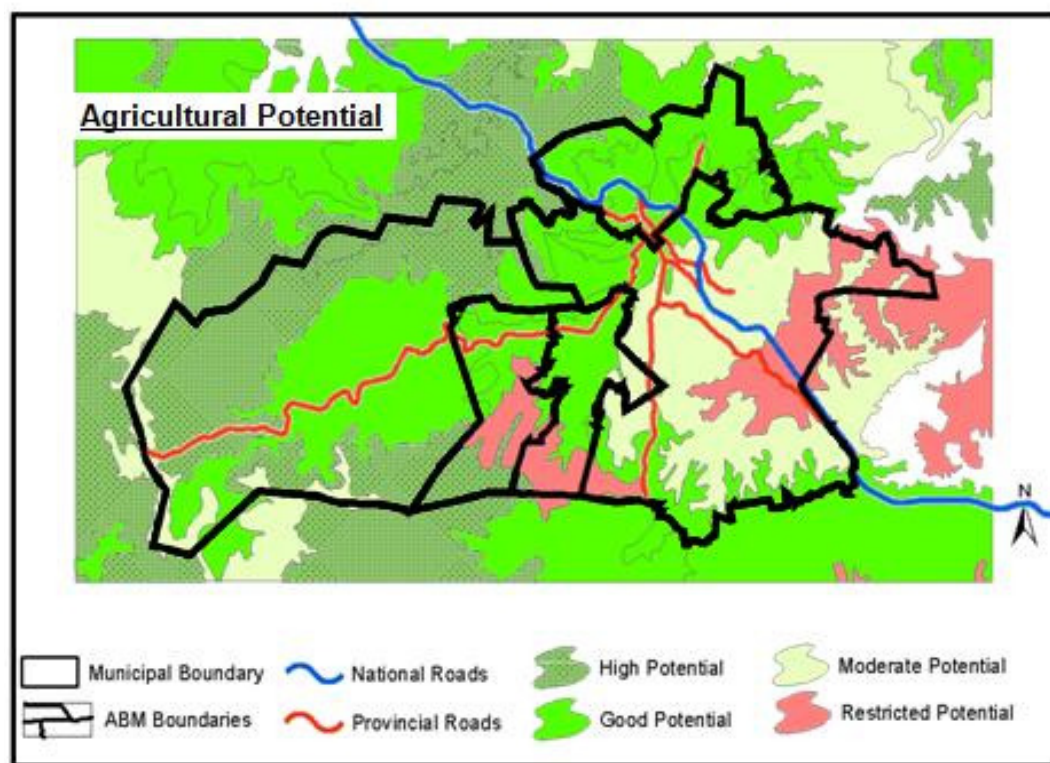 Agricultural Potential
N
Municipal Boundary
National Roads
High Potential
Moderate Potential
ABM Boundaries
Provincial Roads
Good Potential
Restricted Potential